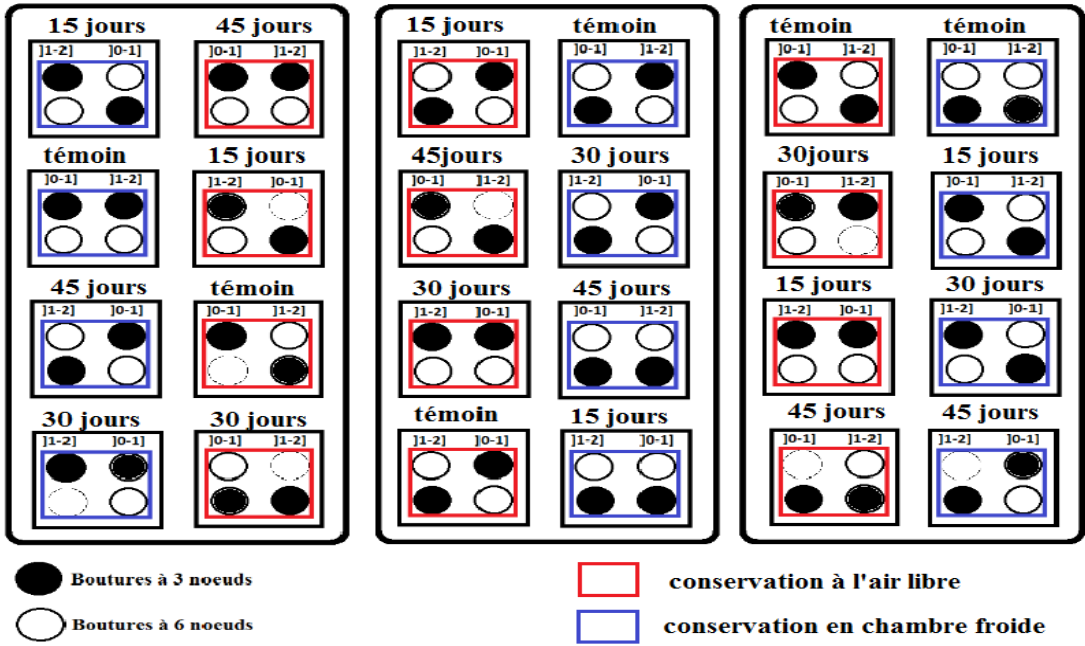 15 jours 45 jours
]1-2] ]0-1] ]0-1] ]1-2]
témoin 15 jours
]0-1] ]1-2] ]1-2] ]0-1]
45 jours témoin
]1-2] ]0-1] ]0-1] ]1-2]
30 jours 30 jours
]1-2] ]0-1] ]0-1] ]1-2]
15 jours témoin
]1-2] ]0-1] ]0-1] ]1-2]
45jours 30 jours
]0-1] ]1-2] ]1-2] ]0-1]
30 jours 45 jours
]1-2] ]0-1] ]0-1] ]1-2]
témoin 15 jours
]1-2] ]0-1] ]1-2] ]0-1]
témoin témoin
]0-1] ]1-2] ]0-1] ]1-2]
30jours 15 jours
]0-1] ]1-2] ]0-1] ]1-2]
15 jours 30 jours
]1-2] ]0-1] ]1-2] ]0-1]
45 jours 45 jours
]0-1] ]1-2] ]1-2] ]0-1]
Boutures à 3 noeuds
Boutures à 6 noeuds
conservation à l'air libre
conservation en chambre froide